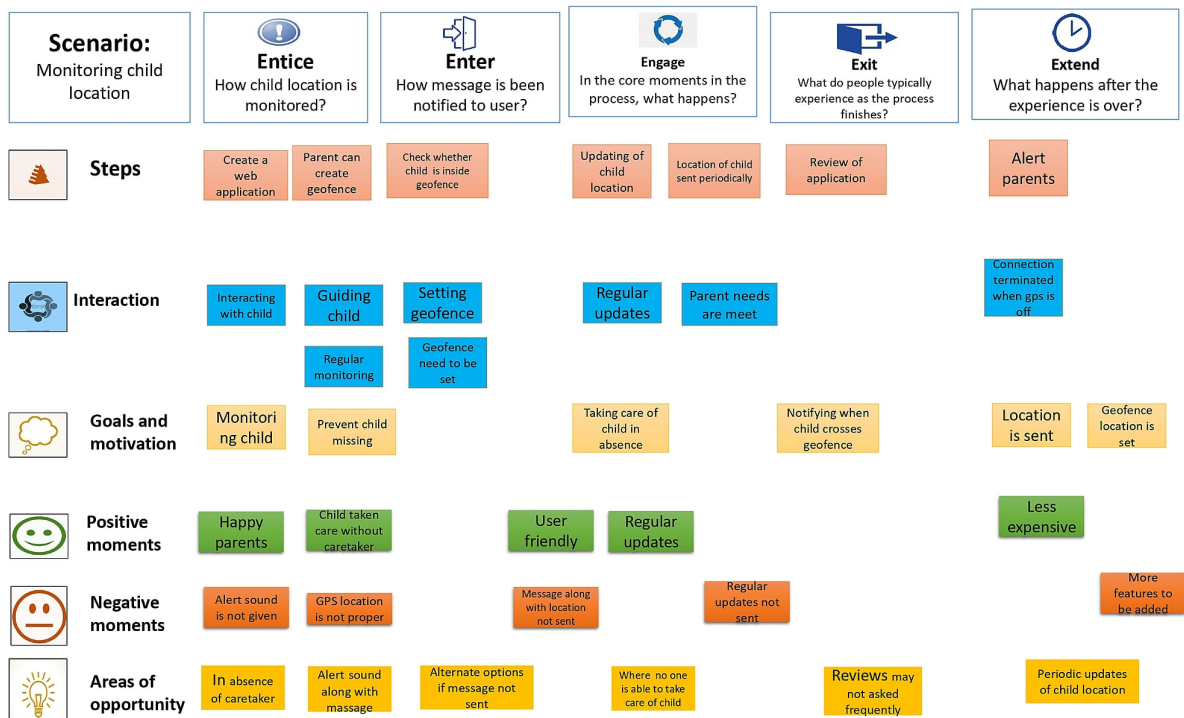 Scenario:
Monitoring child
location
Entice
How child location is
monitored?
Enter
How message is been
notified to user?
Engage
In the core moments in the
process, what happens?
Exit
What do people typically
experience as the process
finishes?
Extend
What happens after the
experience is over?
Steps
Create a
web
application
Parent can
create
geofence
Check whether
child is inside
geofence
Updating of
child
location
Location of child
sent periodically
Review of
application
Alert
parents
Interaction
Interacting
with child
Guiding
child
Setting
geofence
Regular
updates
Parent needs
are meet
Connection
terminated
when gps is
off
Regular
monitoring
Geofence
need to be
set
Goals and
motivation
Monitori
ng child
Prevent child
missing
Taking care of
child in
absence
Notifying when
child crosses
geofence
Location
is sent
Geofence
location is
set
Positive
moments
Happy
parents
Child taken
care without
caretaker
User
friendly
Regular
updates
Less
expensive
Negative
moments
Alert sound
is not given
GPS location
is not proper
Message along
with location
not sent
Regular
updates not
sent
More
features to
be added
Areas of
opportunity
In absence
of caretaker
Alert sound
along with
massage
Alternate options
if message not
sent
Where no one
is able to take
care of child
Reviews may
not asked
frequently
Periodic updates
of child location